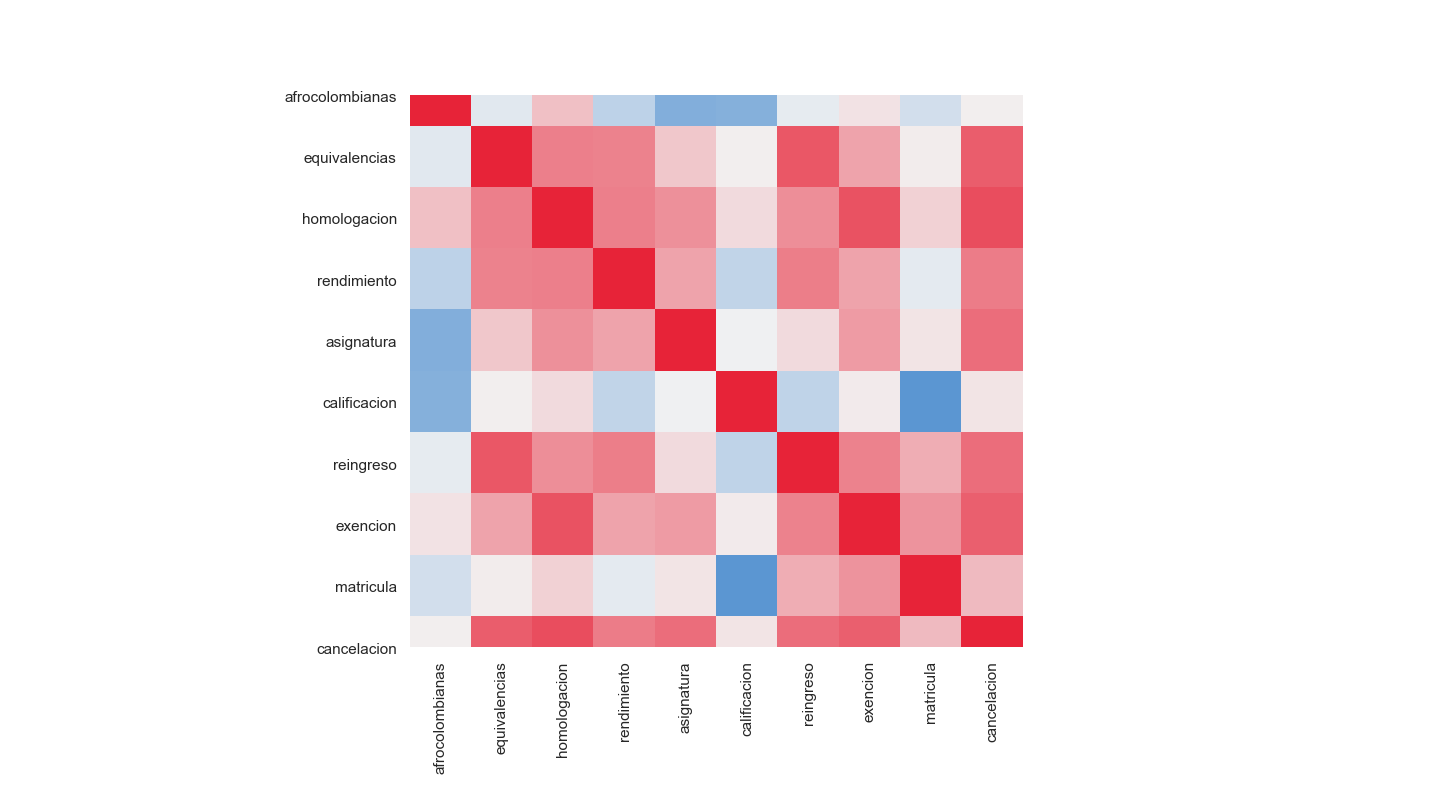 afrocolombianas
equivalencias
homologacion
rendimiento
asignatura
calificacion
reingreso
exencion
matricula
cancelacion
afrocolombianas
equivalencias
homologacion
rendimiento
asignatura
calificacion
reingreso
exencion
matricula
cancelacion